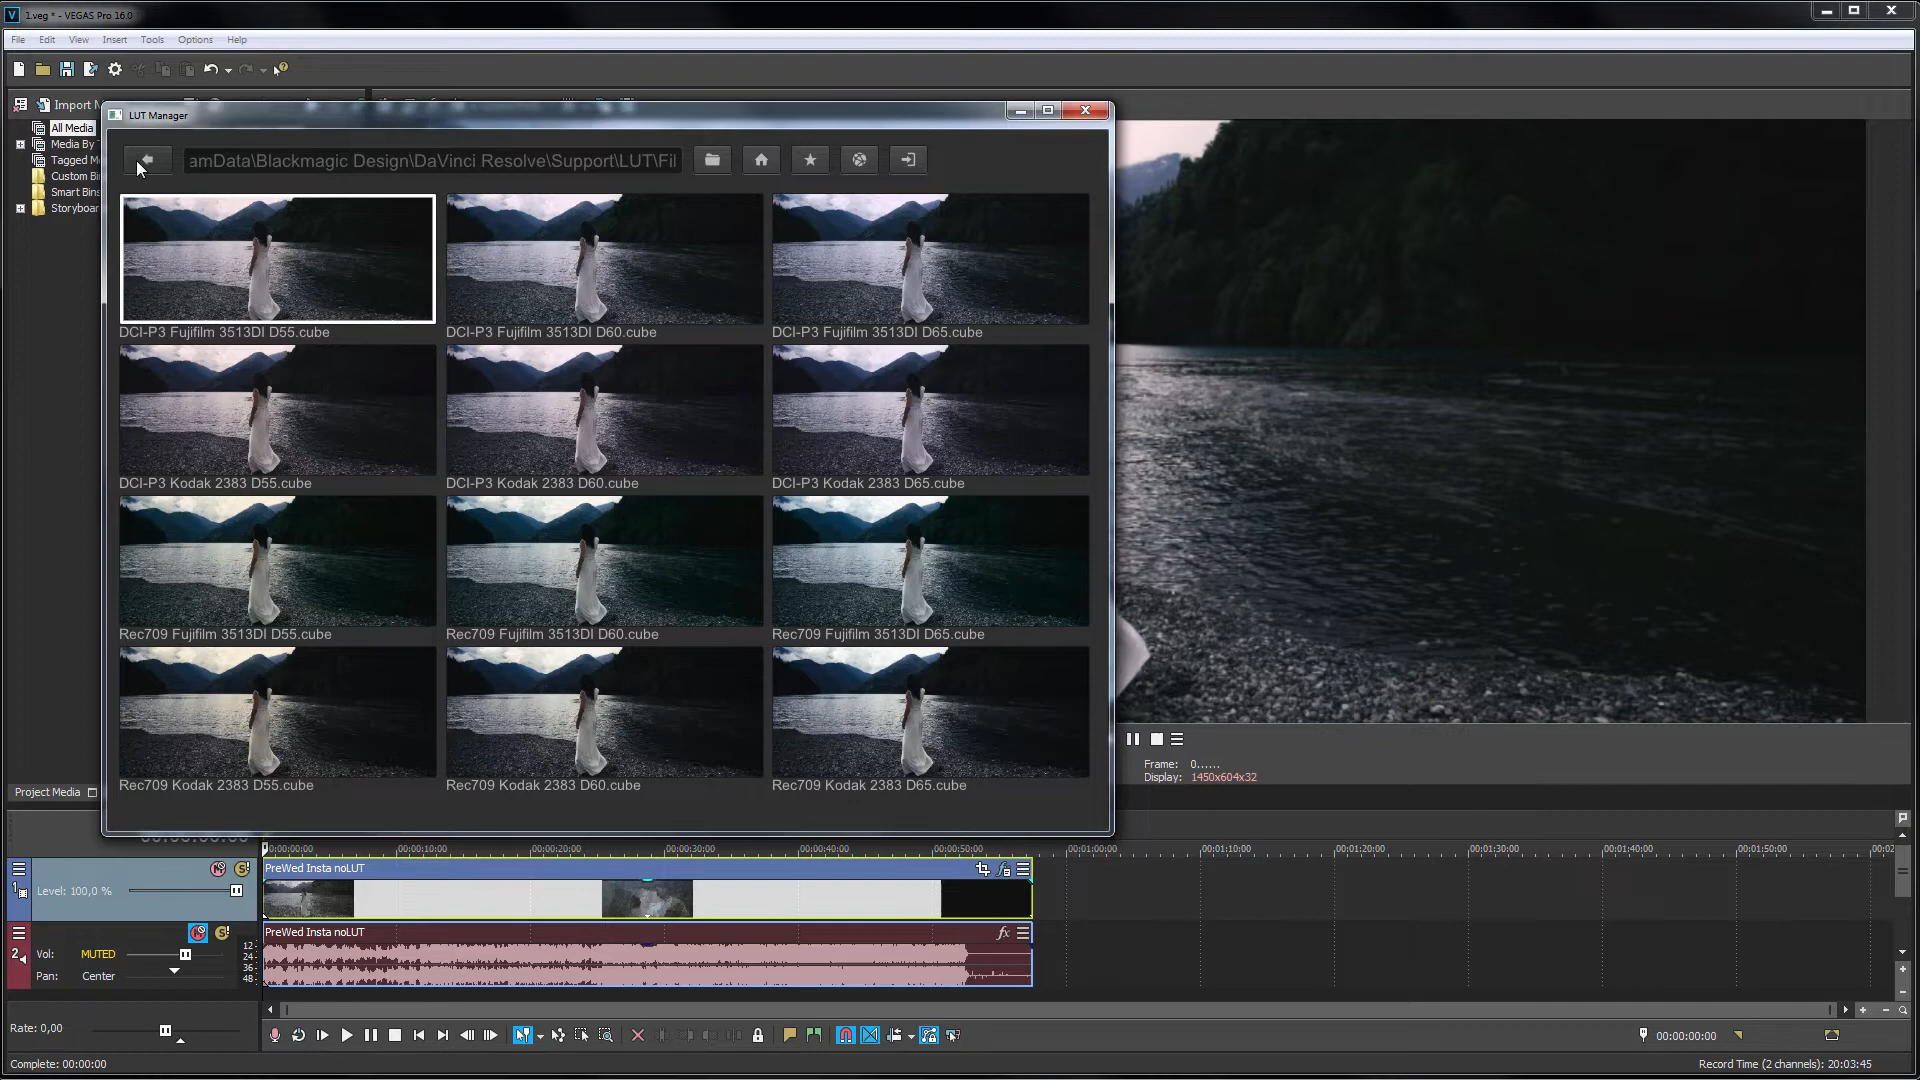 1.veg * - VEGAS Pro 16.0
File Edit View Insert Tools Options Help
Import
LUT Manager
All Media
Media By
Tagged
Custom
Smart Bins
Storyboar
amData\Blackmagic Design\DaVinci Resolve\Support\LUT\Fil
DCI-P3 Fujifilm 3513DI D55.cube
DCI-P3 Fujifilm 3513DI D60.cube
DCI-P3 Fujifilm 3513DI D65.cube
DCI-P3 Kodak 2383 D55.cube
DCI-P3 Kodak 2383 D60.cube
DCI-P3 Kodak 2383 D65.cube
Rec709 Fujifilm 3513DI D55.cube
Rec709 Fujifilm 3513DI D60.cube
Rec709 Fujifilm 3513DI D65.cube
Rec709 Kodak 2383 D55.cube
Rec709 Kodak 2383 D60.cube
Rec709 Kodak 2383 D65.cube
Frame: 0......
Display: 1450x604x32
Project Media
00:00:00:00 00:00:10:00 00:00:20:00 00:00:30:00 00:00:40:00 00:00:50:00 00:01:00:00 00:01:10:00 00:01:20:00 00:01:30:00 00:01:40:00 00:01:50:00 00:02
PreWed Insta noLUT
1
Level: 100,0 %
PreWed Insta noLUT
2
Vol: MUTED
Pan: Center
12
24
36
48
Rate: 0,00
00:00:00:00
Complete: 00:00:00
Record Time (2 channels): 20:03:45